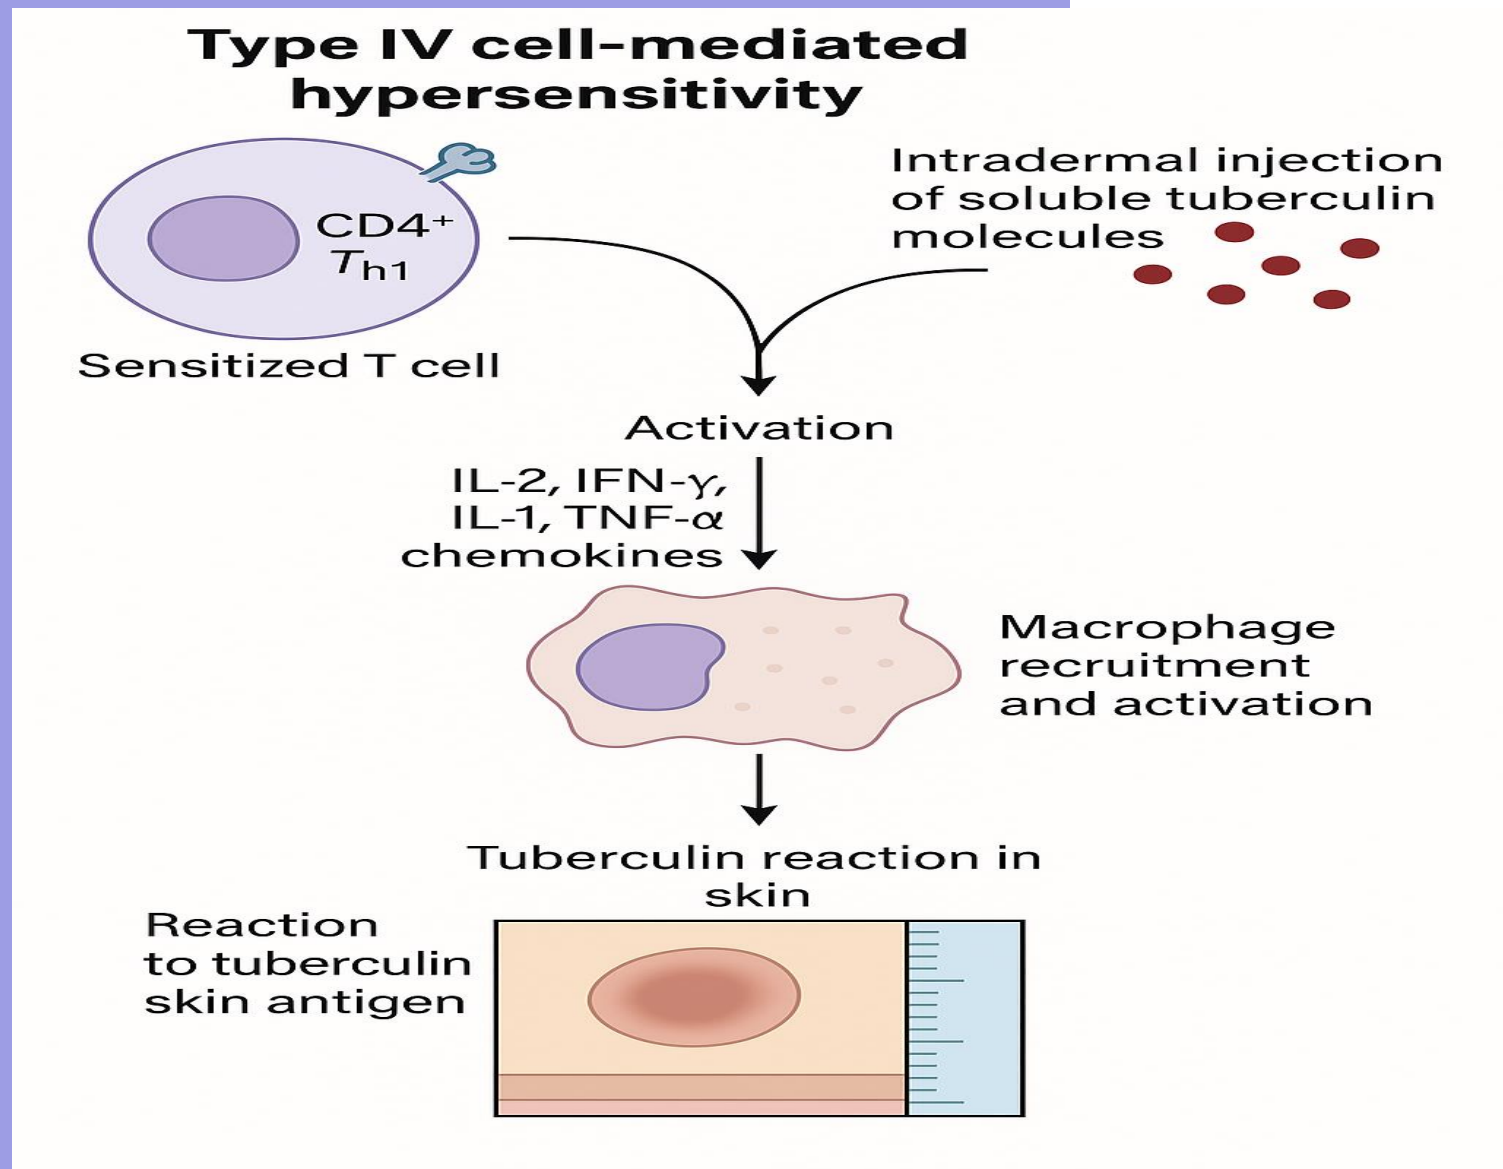 Type IV cell-mediated
hypersensitivity
CD4+
Th1
Sensitized T cell
Intradermal injection
of soluble tuberculin
molecules
Activation
IL-2, IFN-γ,
IL-1, TNF-α
chemokines
Macrophage
recruitment
and activation
Tuberculin reaction in
skin
Reaction
to tuberculin
skin antigen